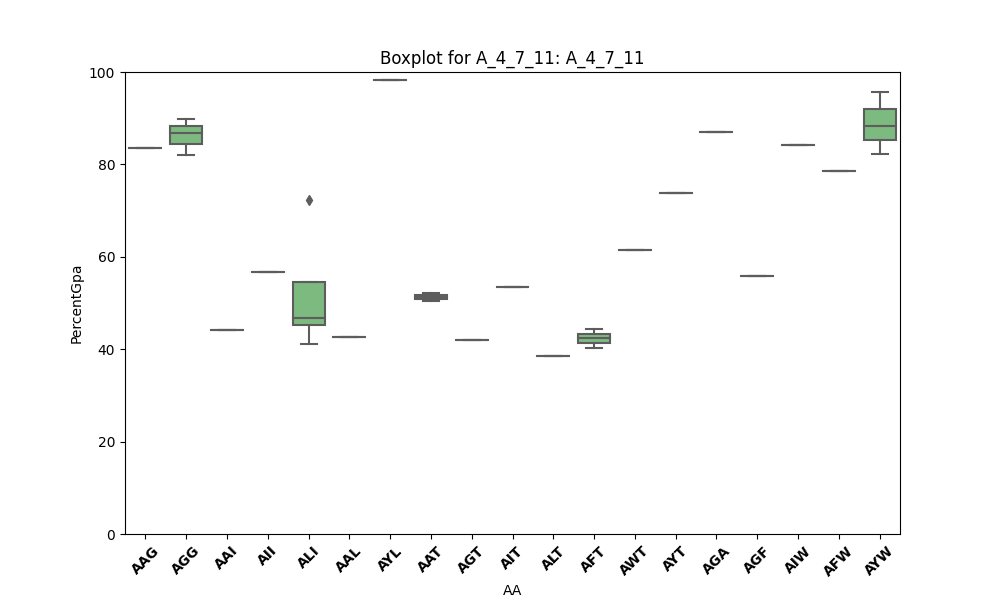 Boxplot for A_4_7_11: A_4_7_11
100
80
60
40
20
0
PercentGpa
AAG AGG AAI AII ALI AAL AYL AAT AGT AIT ALT AFT AWT AYT AGA AGF AIW AFW AYW
AA